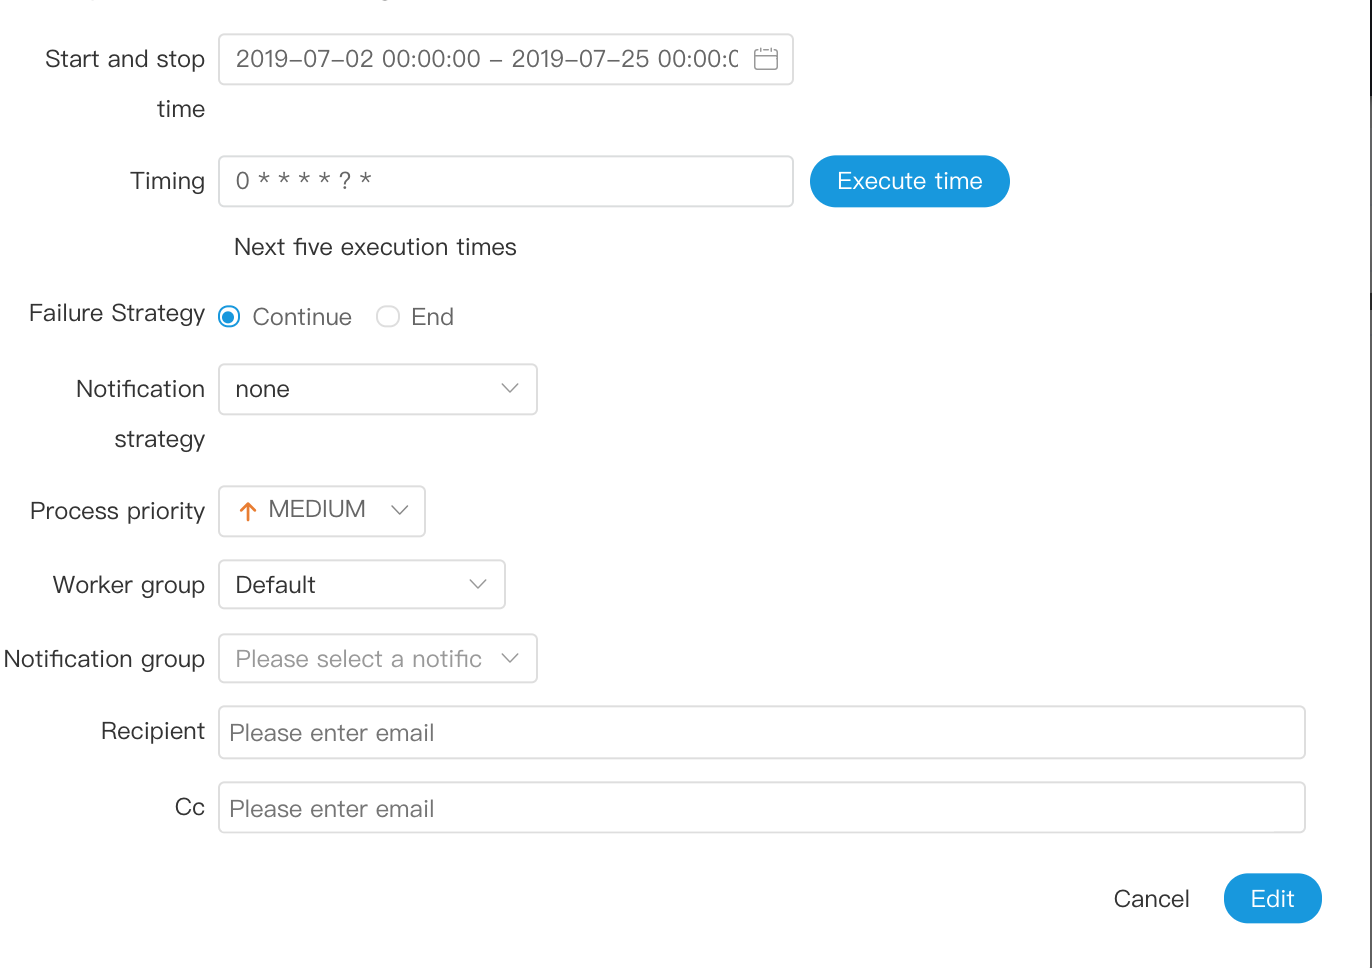 Start and stop time
2019-07-02 00:00:00 - 2019-07-25 00:00:0
Timing
0 * * * * ? *
Execute time
Next five execution times
Failure Strategy
Continue
End
Notification strategy
none
Process priority
MEDIUM
Worker group
Default
Notification group
Please select a notific
Recipient
Please enter email
Cc
Please enter email
Cancel
Edit